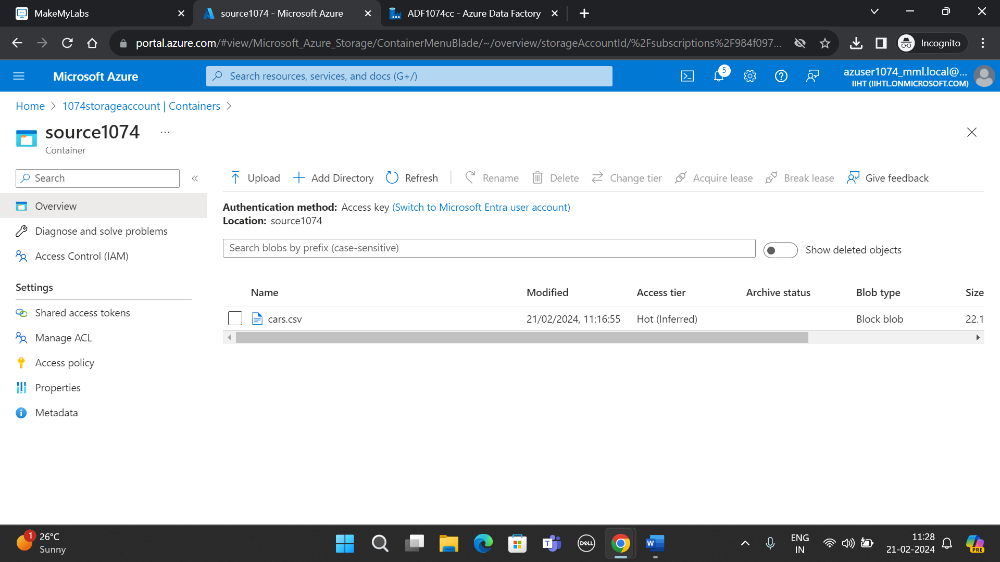 MakeMyLabs
source1074 - Microsoft Azure
ADF1074cc - Azure Data Factory
portal.azure.com/#view/Microsoft_Azure_Storage/ContainerMenuBlade/~/overview/storageAccountId/%2Fsubscriptions%2F984f097...
Incognito
Microsoft Azure
Search resources, services, and docs (G+/)
5
azuser1074_mml.local@...
IIHT (IIHTL.ONMICROSOFT.COM)
Home > 1074storageaccount | Containers >
source1074 ...
Container
Search
«
Upload
Add Directory
Refresh
Rename
Delete
Change tier
Acquire lease
Break lease
Give feedback
Overview
Diagnose and solve problems
Access Control (IAM)
Settings
Shared access tokens
Manage ACL
Access policy
Properties
Metadata
Authentication method: Access key (Switch to Microsoft Entra user account)
Location: source1074
Search blobs by prefix (case-sensitive)
Show deleted objects
Name Modified Access tier Archive status Blob type Size
cars.csv 21/02/2024, 11:16:55 Hot (Inferred) Block blob 22.1
1
26°C
Sunny
T
DELL
W
ENG
IN
11:28
21-02-2024
PRE